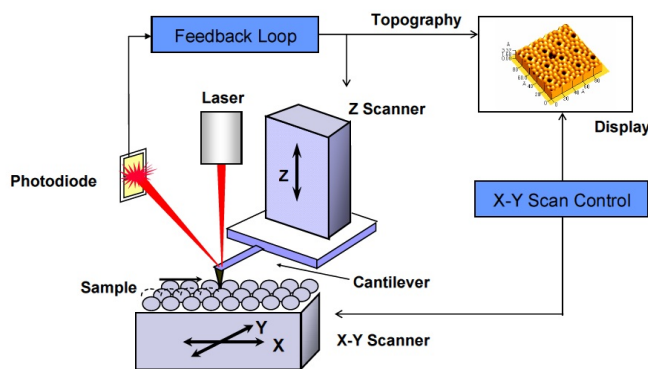 Topography
Feedback Loop
Laser
Z Scanner
Display
Photodiode
Z
X-Y Scan Control
Sample
Cantilever
Y
X
X-Y Scanner